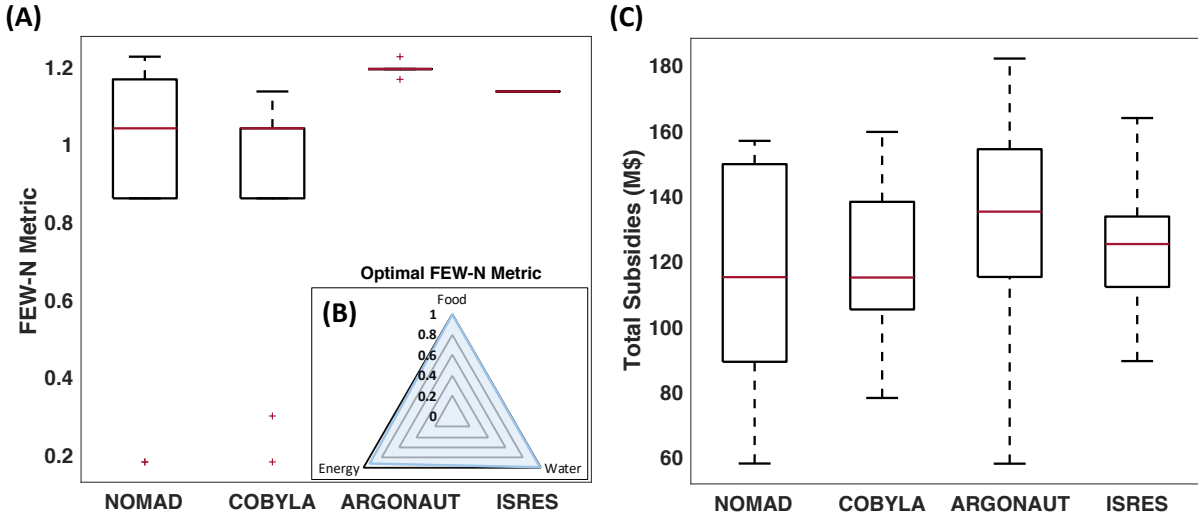 (A)
FEW-N Metric
1.2
1
0.8
0.6
0.4
0.2
NOMAD COBYLA ARGONAUT ISRES
Optimal FEW-N Metric
(B)
Food
1
0.8
0.6
0.4
0.2
0
Energy Water
(C)
Total Subsidies (M$)
180
160
140
120
100
80
60
NOMAD COBYLA ARGONAUT ISRES